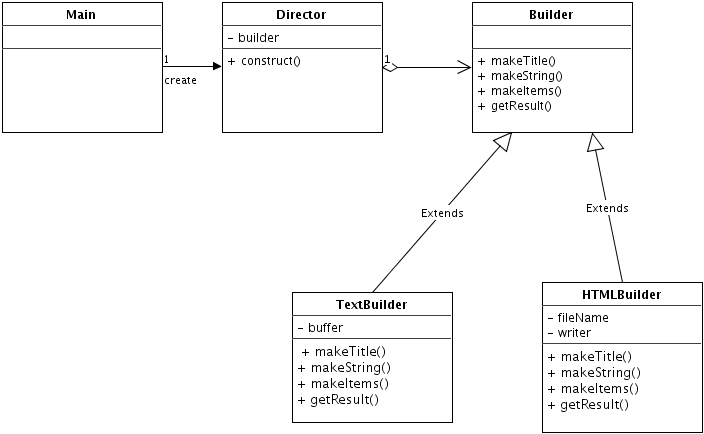 Main
1
create
Director
- builder
+ construct()
1
Builder
+ makeTitle()
+ makeString()
+ makeItems()
+ getResult()
Extends
Extends
TextBuilder
- buffer
+ makeTitle()
+ makeString()
+ makeItems()
+ getResult()
HTMLBuilder
- fileName
- writer
+ makeTitle()
+ makeString()
+ makeItems()
+ getResult()